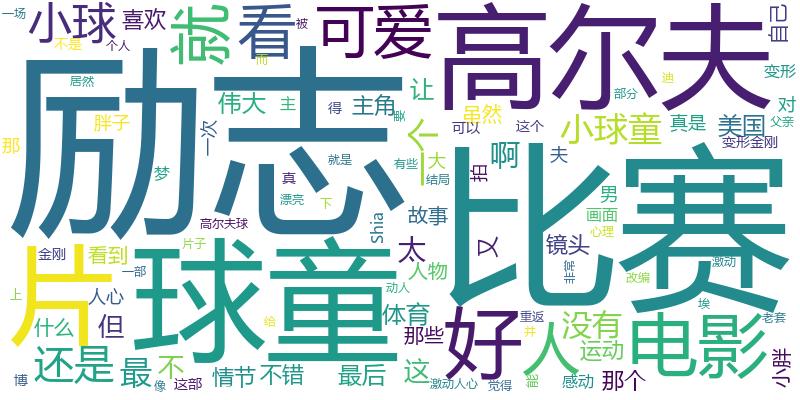 一场
小球
喜欢
就
看
可爱
高尔夫
自己
不是
个人
被
而
居然
励志
伟大
主
得
主角
让
要
虽然
迪
部分
变形
对
父亲
那
胖子
一次
一个
可以
这个
小球童
真是
美国
变形金刚
梦
真
就是
漂亮
下
有些
大
结局
啊
拍
夫
比赛
男
画面
心理
高尔夫球
Shia
故事
又
镜头
非常
片
金刚
看到
片子
球童
一部
太
人物
动人
激动
改编
埃
上
人心
什么
但
给
体育
那些
好
重返
井
人
没有
运动
电影
老套
还是
最
不
情节
不错
最后
这
博
像
这部
激动人心
觉得
能
感动
那个
小胖